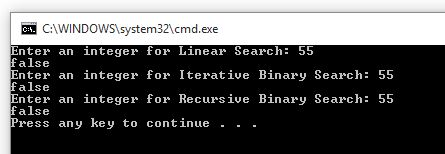 C:\WINDOWS\system32\cmd.exe
Enter an integer for Linear Search: 55
false
Enter an integer for Iterative Binary Search: 55
false
Enter an integer for Recursive Binary Search: 55
false
Press any key to continue . . .